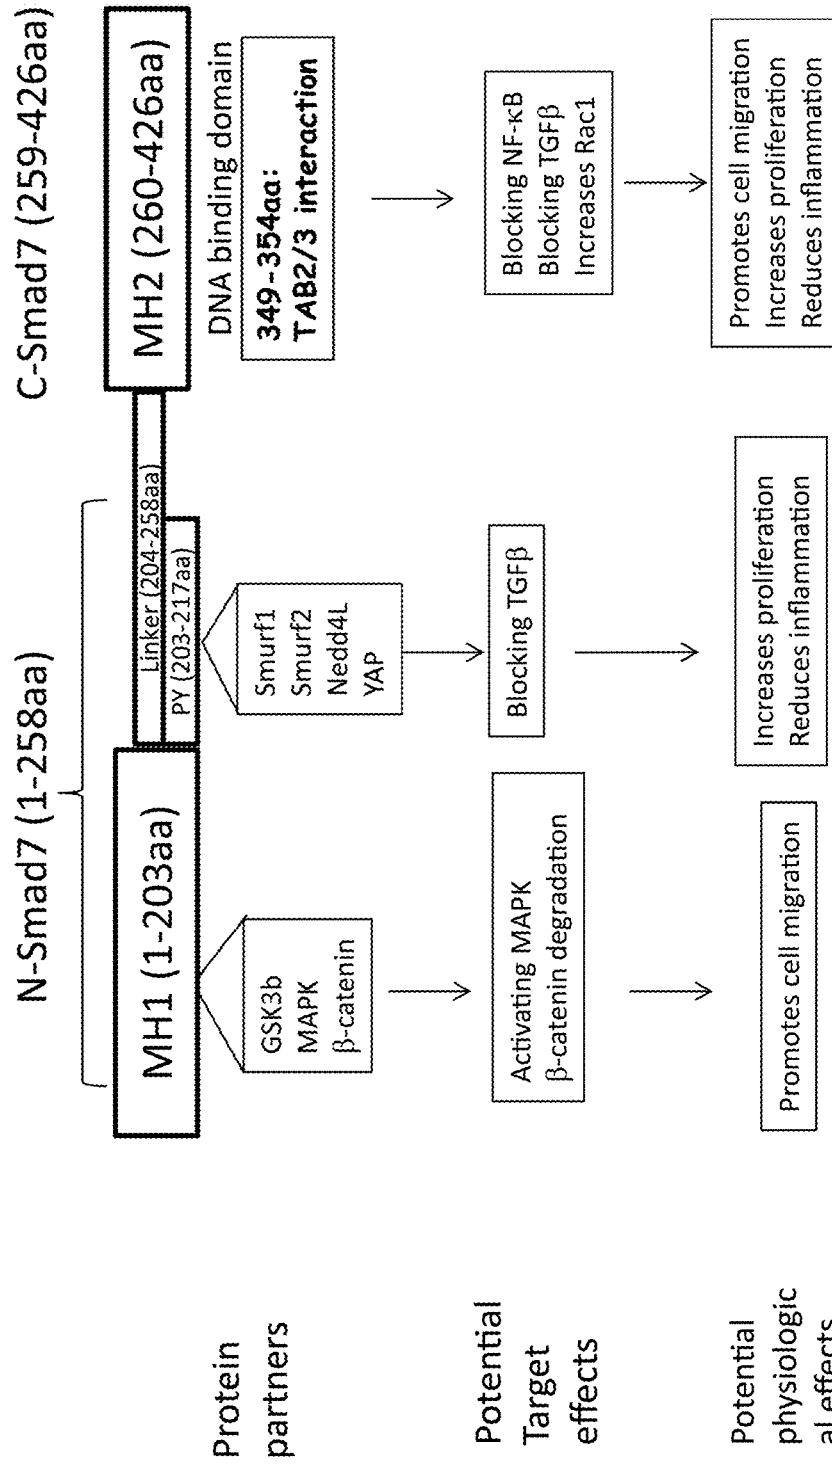 N-Smad7 (1-258aa)
C-Smad7 (259-426aa)
MH1 (1-203aa)
Linker (204-258aa)
PY (203-217aa)
MH2 (260-426aa)
DNA binding domain
Protein
partners
GSK3b
MAPK
β-catenin
Smurf1
Smurf2
Nedd4L
YAP
349-354aa:
TAB2/3 interaction
Potential
Target
effects
Activating MAPK
β-catenin degradation
Blocking TGFβ
Blocking NF-κB
Blocking TGFβ
Increases Rac1
Potential
physiologic
al effects
Promotes cell migration
Increases proliferation
Reduces inflammation
Promotes cell migration
Increases proliferation
Reduces inflammation